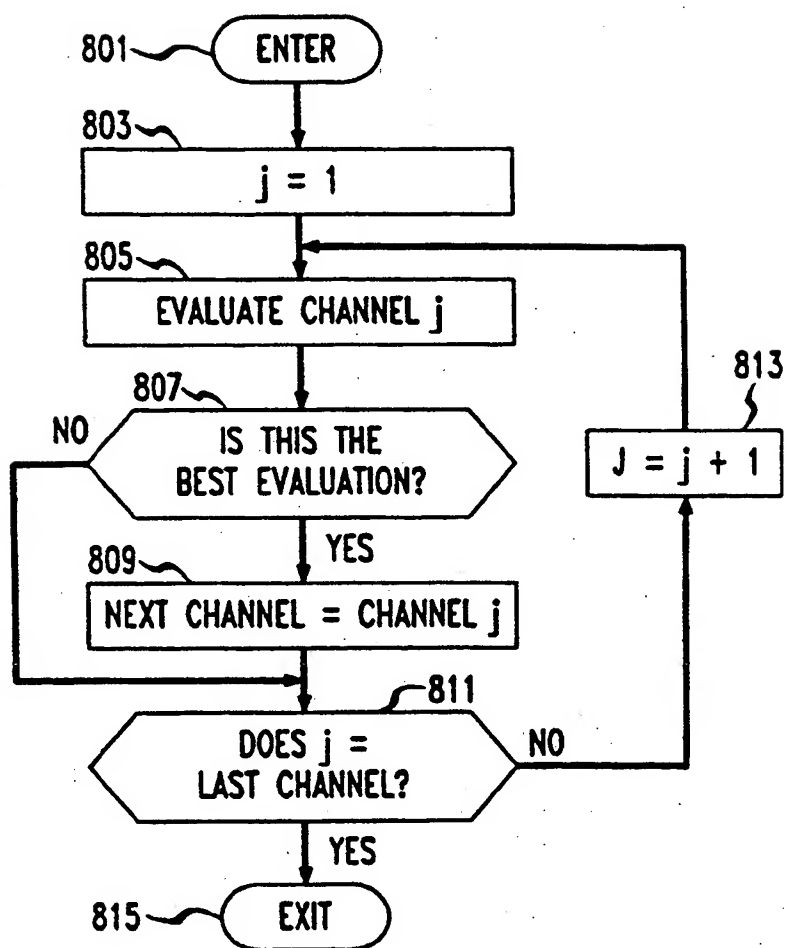 801
ENTER
803
j = 1
805
EVALUATE CHANNEL j
807
NO
IS THIS THE
BEST EVALUATION?
813
J = j + 1
YES
809
NEXT CHANNEL = CHANNEL j
811
DOES j =
LAST CHANNEL?
NO
YES
815
EXIT